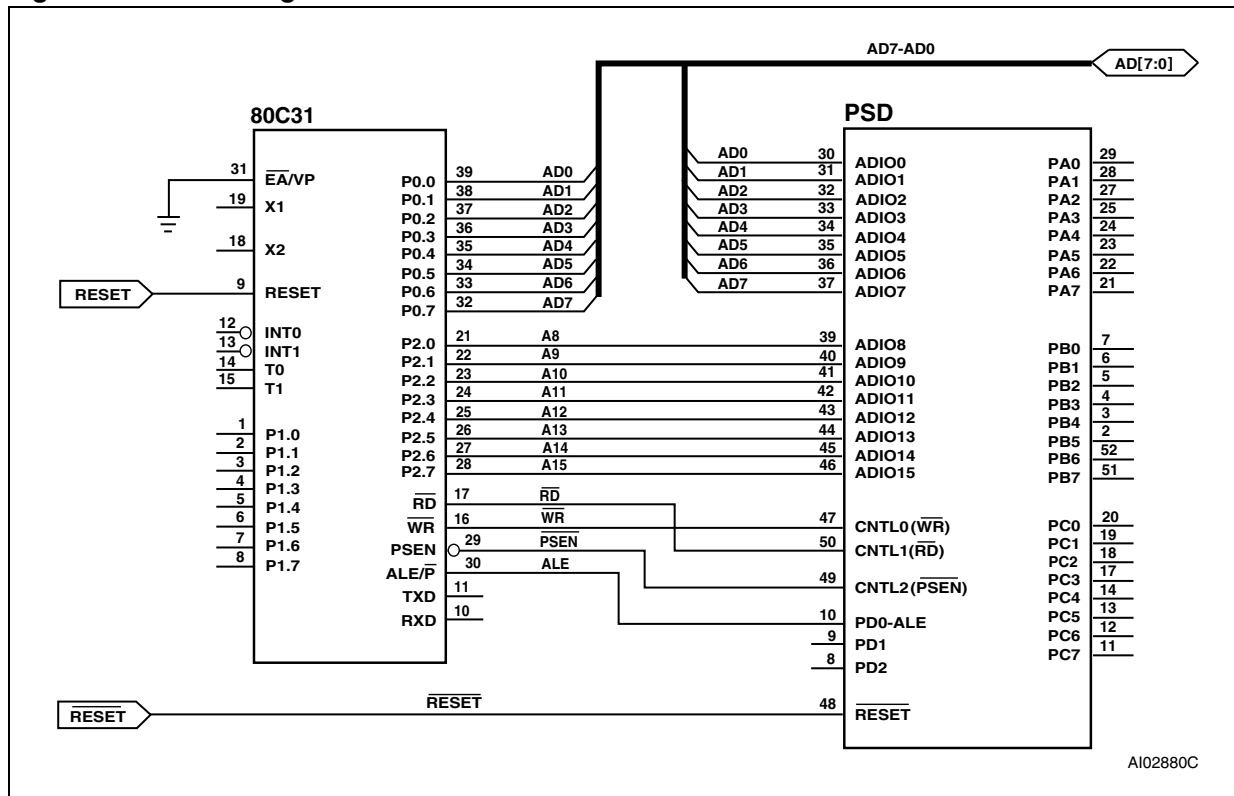 AD7-AD0
AD[7:0]
80C31
PSD
31 EA/VP
19 X1
18 X2
RESET 9 RESET
12 INT0
13 INT1
14 T0
15 T1
1 P1.0
2 P1.1
3 P1.2
4 P1.3
5 P1.4
6 P1.5
7 P1.6
8 P1.7
P0.0 39 AD0
P0.1 38 AD1
P0.2 37 AD2
P0.3 36 AD3
P0.4 35 AD4
P0.5 34 AD5
P0.6 33 AD6
P0.7 32 AD7
P2.0 21 A8
P2.1 22 A9
P2.2 23 A10
P2.3 24 A11
P2.4 25 A12
P2.5 26 A13
P2.6 27 A14
P2.7 28 A15
RD 17 RD
WR 16 WR
PSEN 29 PSEN
ALE/P 30 ALE
TXD 11
RXD 10
AD0 30 ADIO0
AD1 31 ADIO1
AD2 32 ADIO2
AD3 33 ADIO3
AD4 34 ADIO4
AD5 35 ADIO5
AD6 36 ADIO6
AD7 37 ADIO7
39 ADIO8
40 ADIO9
41 ADIO10
42 ADIO11
43 ADIO12
44 ADIO13
45 ADIO14
46 ADIO15
47 CNTL0(WR)
50 CNTL1(RD)
49 CNTL2(PSEN)
10 PD0-ALE
9 PD1
8 PD2
RESET RESET 48 RESET
PA0 29
PA1 28
PA2 27
PA3 25
PA4 24
PA5 23
PA6 22
PA7 21
PB0 7
PB1 6
PB2 5
PB3 4
PB4 3
PB5 2
PB6 52
PB7 51
PC0 20
PC1 19
PC2 18
PC3 17
PC4 14
PC5 13
PC6 12
PC7 11
AI02880C